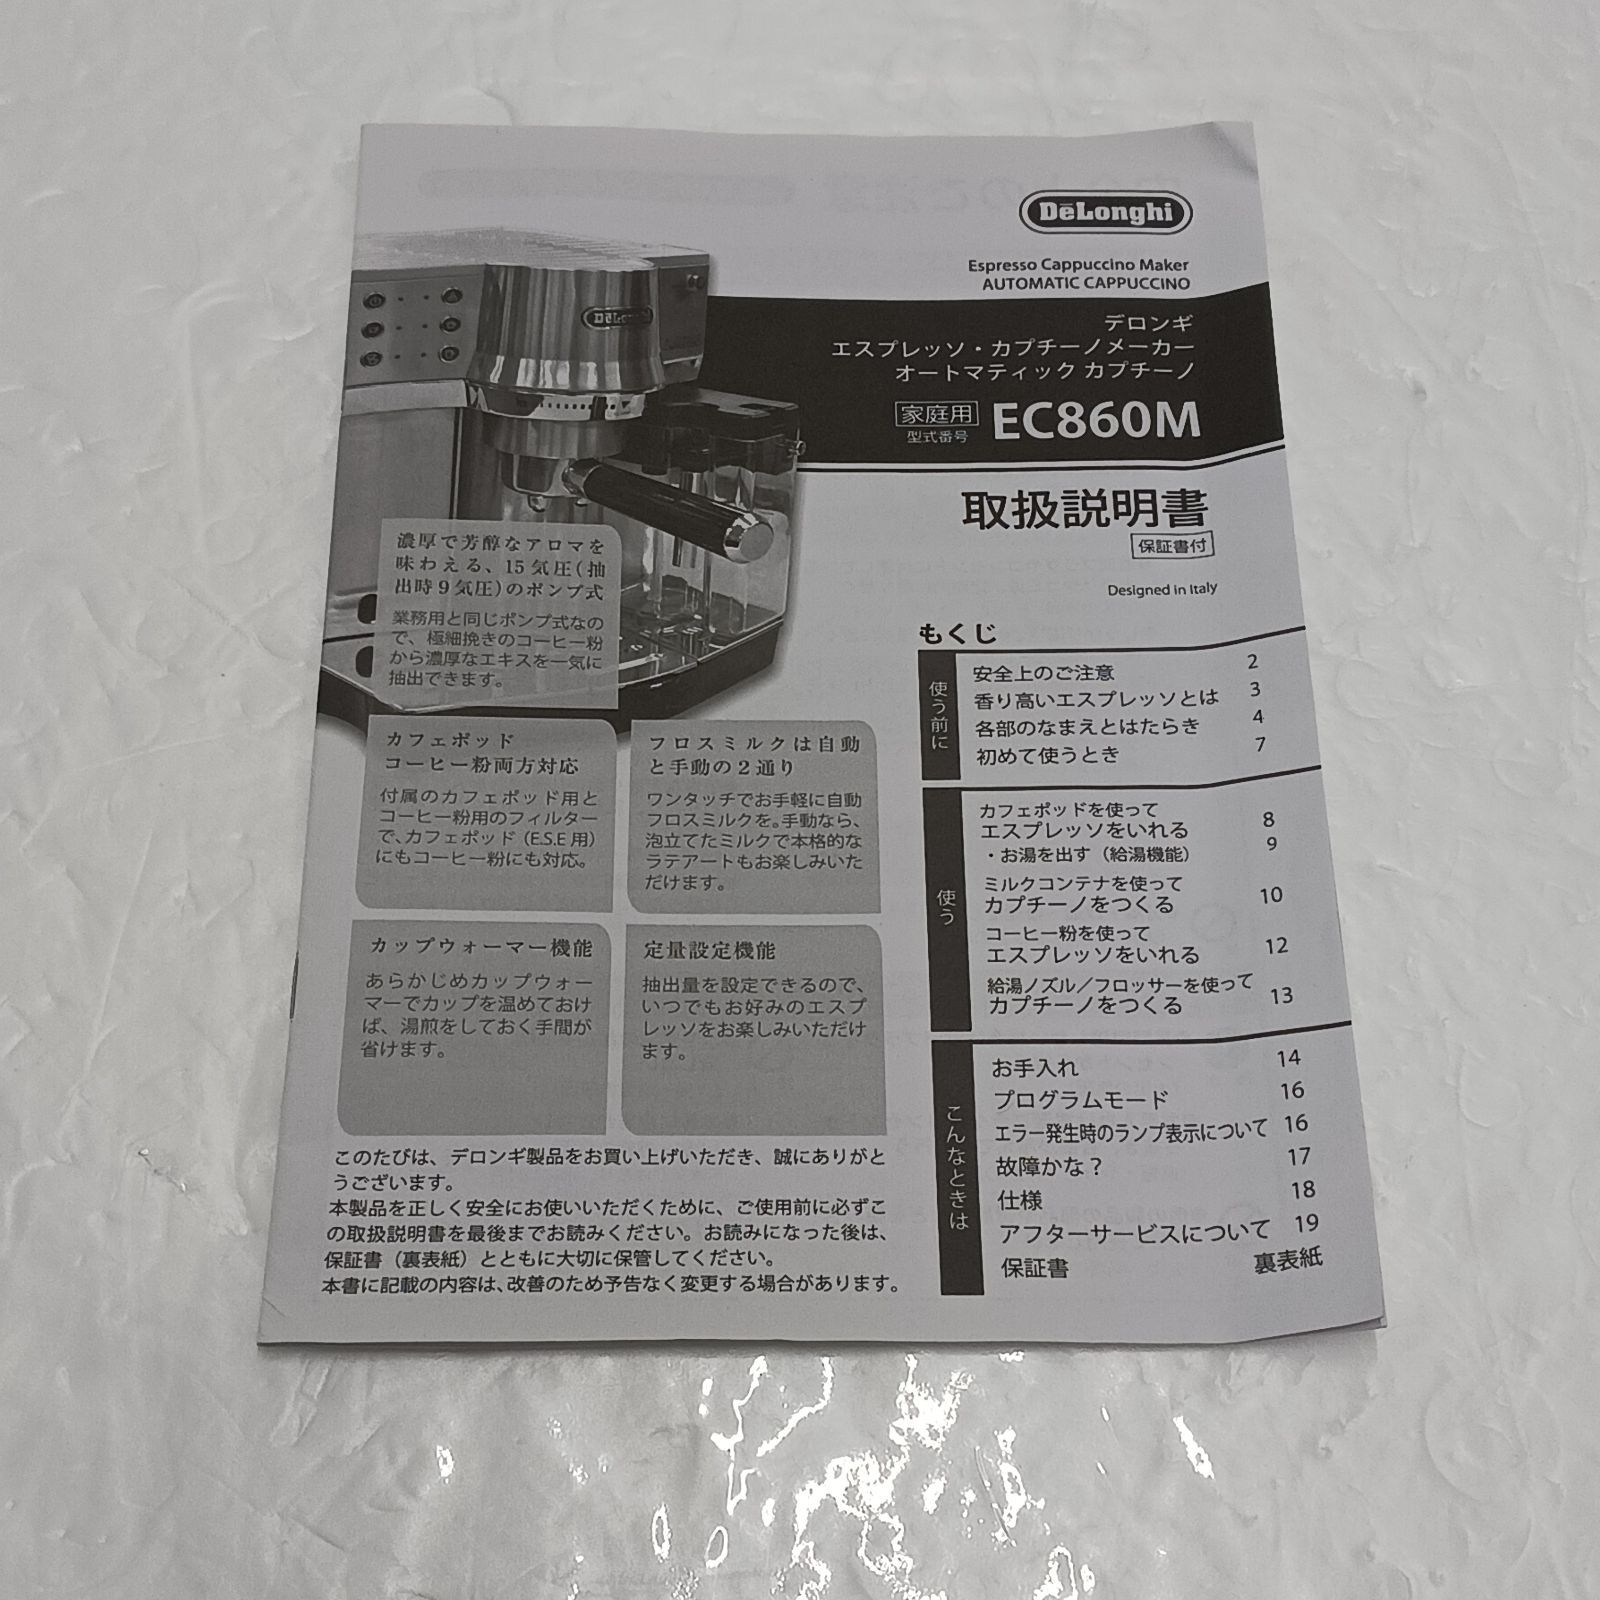 DeLonghi
Espresso Cappuccino Maker
AUTOMATIC CAPPUCCINO
デロンギ
エスプレッソ・カプチーノメーカー
オートマティック カプチーノ
家庭用
型式番号
EC860M
取扱説明書
保証書付
Designed in Italy
DeLonghi
濃厚で芳醇なアロマを
味わえる、15気圧(抽
出時9気圧)のポンプ式
業務用と同じポンプ式なの
で、極細挽きのコーヒー粉
から濃厚なエキスを一気に
抽出できます。
カフェポッド
コーヒー粉両方対応
付属のカフェポッド用と
コーヒー粉用のフィルター
で、カフェポッド(E.S.E用)
にもコーヒー粉にも対応。
フロスミルクは自動
と手動の2通り
ワンタッチでお手軽に自動
フロスミルクを。手動なら、
泡立てたミルクで本格的な
ラテアートもお楽しみいた
だけます。
カップウォーマー機能
あらかじめカップウォー
マーでカップを温めておけ
ば、湯煎をしておく手間が
省けます。
定量設定機能
抽出量を設定できるので、
いつでもお好みのエスプ
レッソをお楽しみいただけ
ます。
このたびは、デロンギ製品をお買い上げいただき、誠にありがと
うございます。
本製品を正しく安全にお使いいただくために、ご使用前に必ずこ
の取扱説明書を最後までお読みください。お読みになった後は、
保証書（裏表紙）とともに大切に保管してください。
本書に記載の内容は、改善のため予告なく変更する場合があります。
もくじ
使う前に
安全上のご注意 2
香り高いエスプレッソとは 3
各部のなまえとはたらき 4
初めて使うとき 7
使う
カフェポッドを使って
エスプレッソをいれる 8
・お湯を出す（給湯機能） 9
ミルクコンテナを使って
カプチーノをつくる 10
コーヒー粉を使って
エスプレッソをいれる 12
給湯ノズル／フロッサーを使って
カプチーノをつくる 13
こんなときは
お手入れ 14
プログラムモード 16
エラー発生時のランプ表示について 16
故障かな？ 17
仕様 18
アフターサービスについて 19
保証書 裏表紙